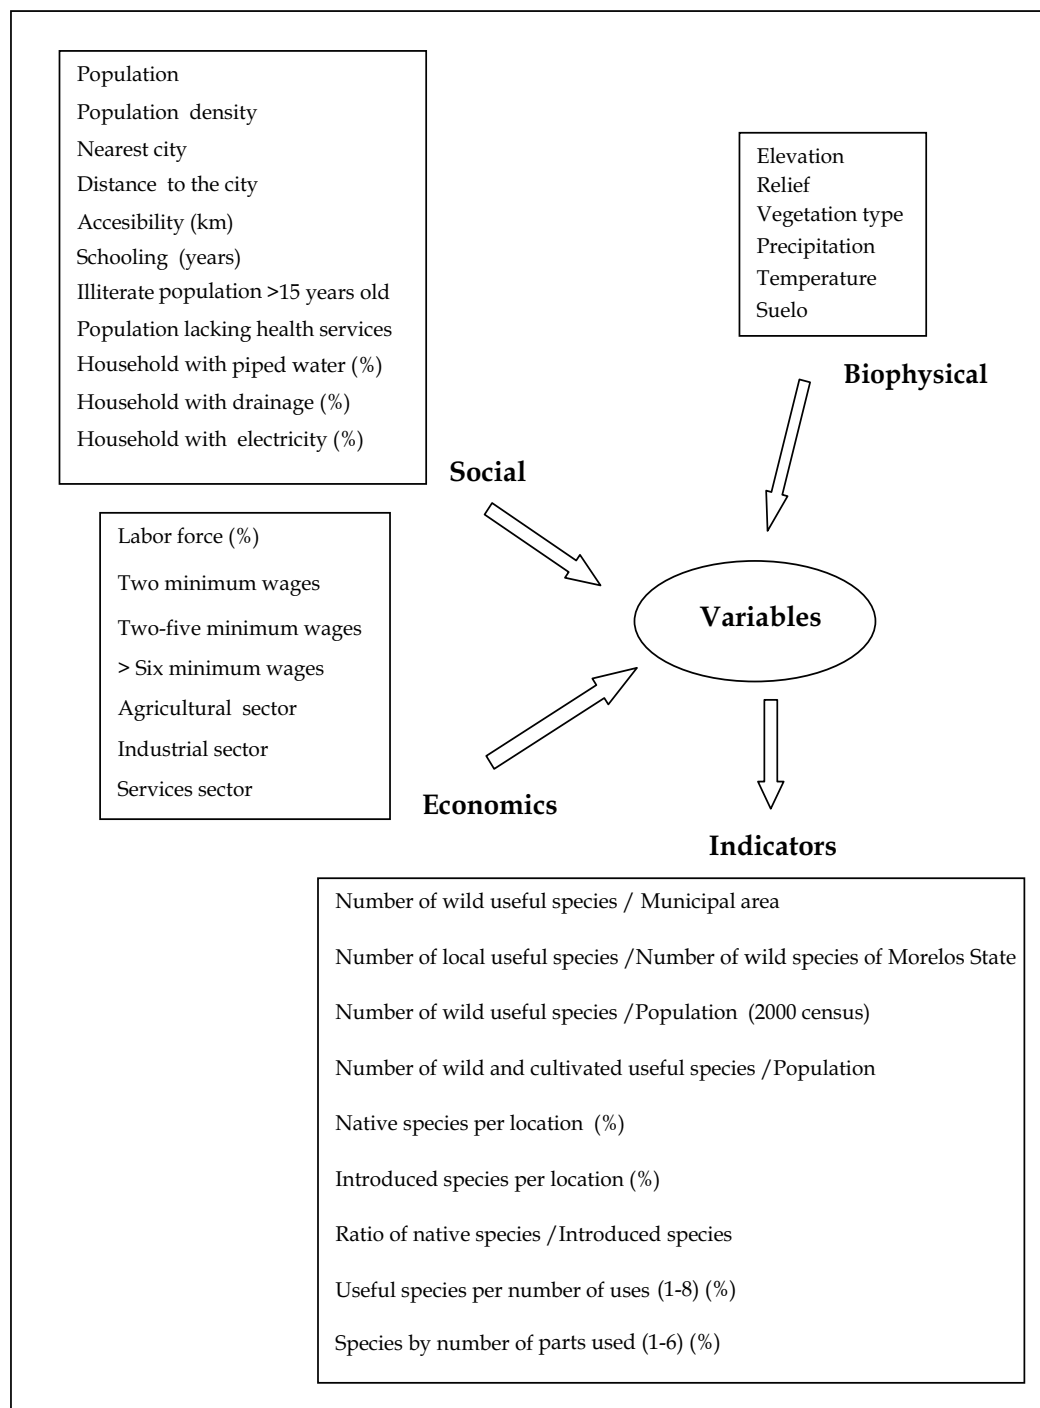 Population
Population density
Nearest city
Distance to the city
Accesibility (km)
Schooling (years)
Illiterate population >15 years old
Population lacking health services
Household with piped water (%)
Household with drainage (%)
Household with electricity (%)
Social
Elevation
Relief
Vegetation type
Precipitation
Temperature
Suelo
Biophysical
Labor force (%)
Two minimum wages
Two-five minimum wages
> Six minimum wages
Agricultural sector
Industrial sector
Services sector
Economics
Variables
Indicators
Number of wild useful species / Municipal area
Number of local useful species /Number of wild species of Morelos State
Number of wild useful species /Population (2000 census)
Number of wild and cultivated useful species /Population
Native species per location (%)
Introduced species per location (%)
Ratio of native species /Introduced species
Useful species per number of uses (1-8) (%)
Species by number of parts used (1-6) (%)